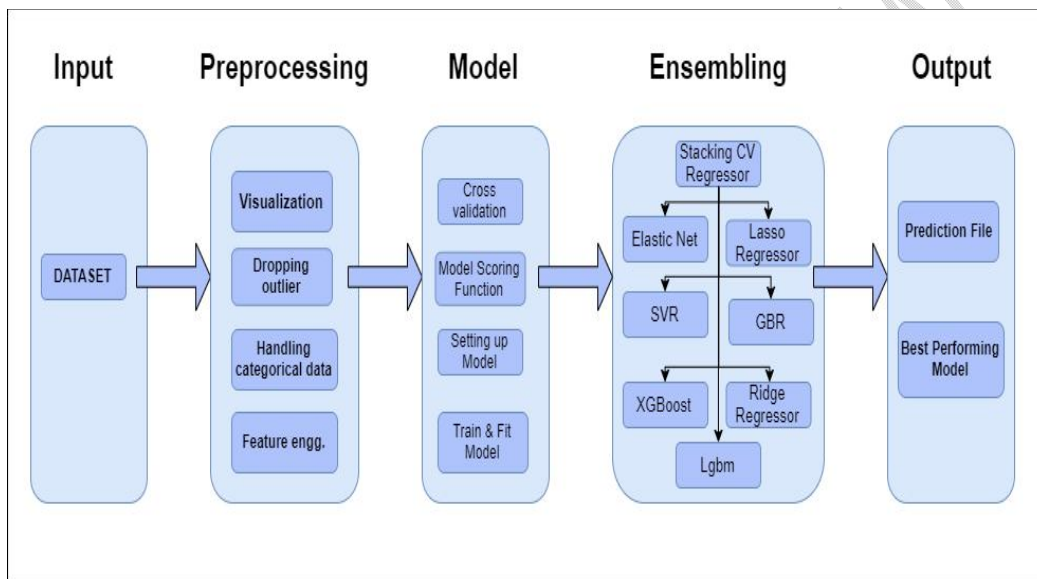 Input
Preprocessing
Model
Ensembling
Output
DATASET
Visualization
Dropping
outlier
Handling
categorical data
Feature engg.
Cross
validation
Model Scoring
Function
Setting up
Model
Train & Fit
Model
Stacking CV
Regressor
Elastic Net
Lasso
Regressor
SVR
GBR
XGBoost
Ridge
Regressor
Lgbm
Prediction File
Best Performing
Model